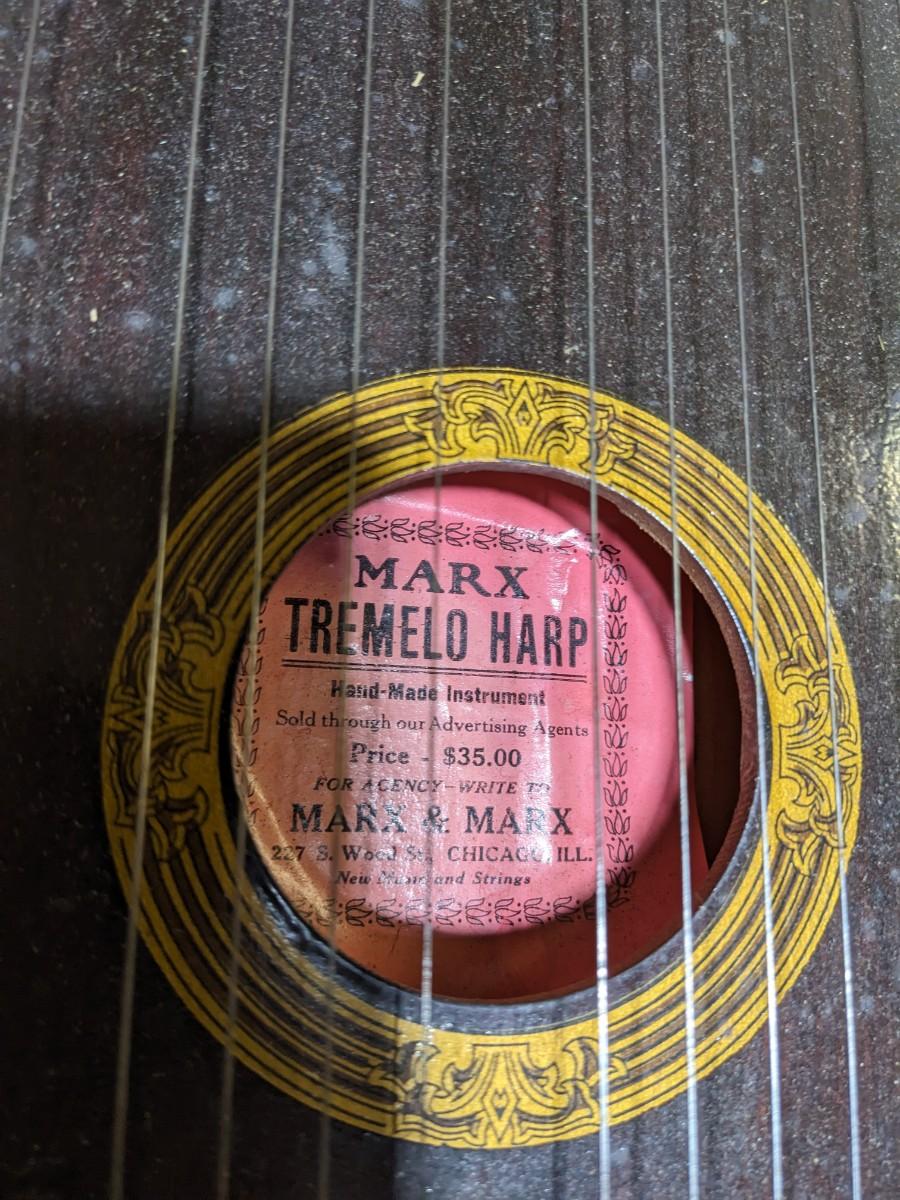 MARX
TREMELO HARP
Hand-Made Instrument
Sold through our Advertising Agents
Price - $35.00
FOR AGENCY-WRITE TO
MARX & MARX
227 S. Wood St., CHICAGO, ILL.
New Music and Strings